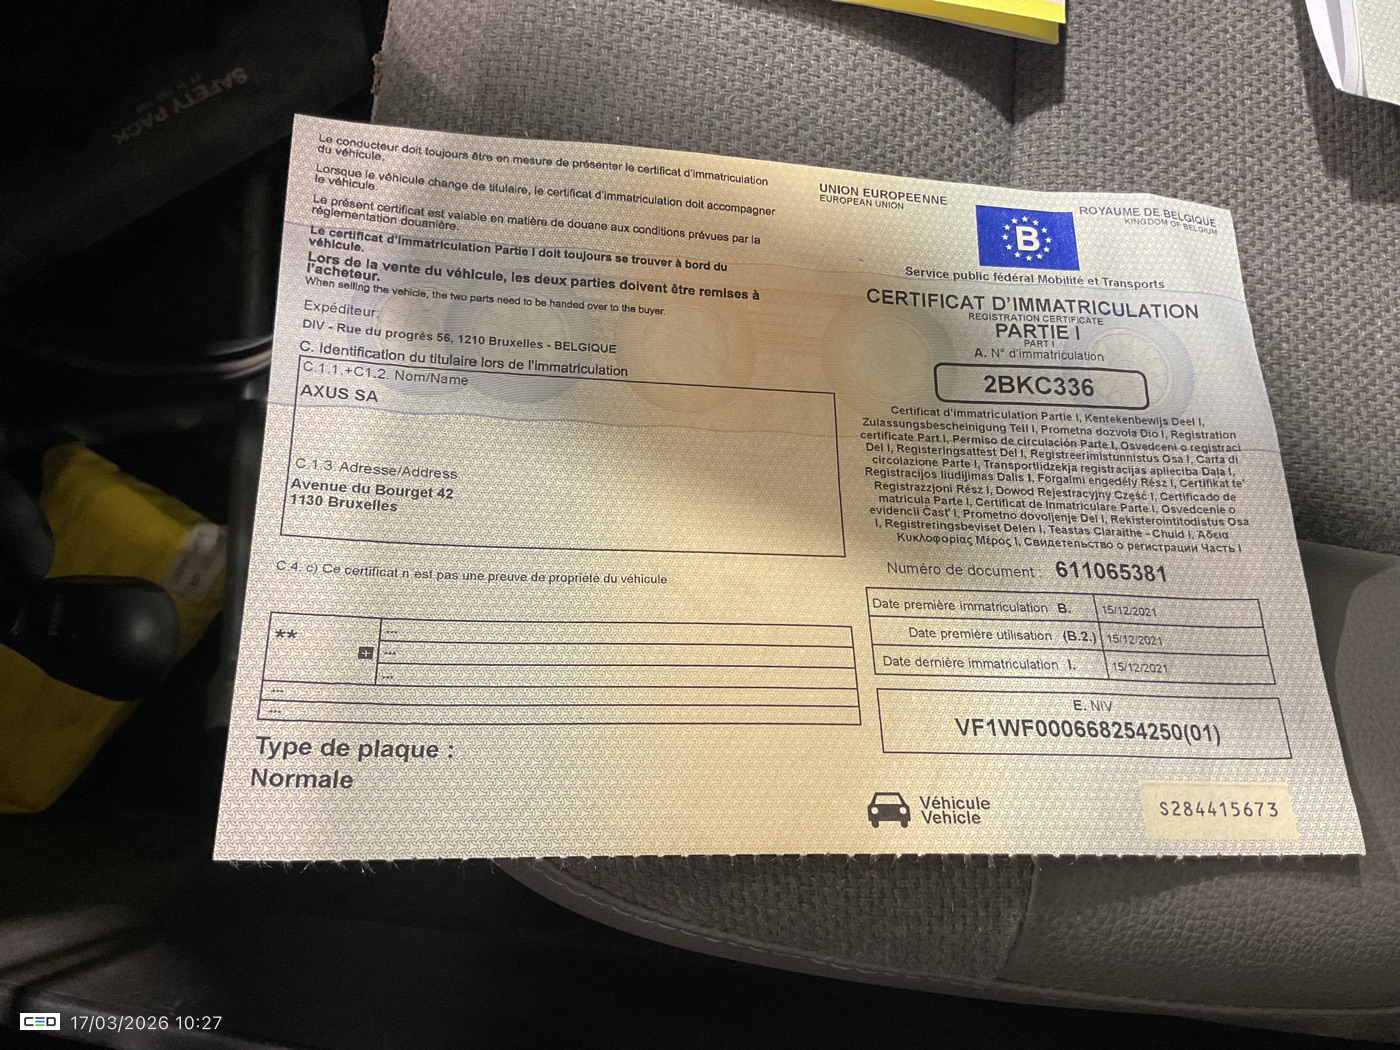 SAFETY PACK
Le conducteur doit toujours être en mesure de présenter le certificat d'immatriculation
du véhicule.
Lorsque le véhicule change de titulaire, le certificat d'immatriculation doit accompagner
le véhicule.
Le présent certificat est valable en matière de douane aux conditions prévues par la
réglementation douanière.
Le certificat d'immatriculation Partie I doit toujours se trouver à bord du
véhicule.
Lors de la vente du véhicule, les deux parties doivent être remises à
l'acheteur.
When selling the vehicle, the two parts need to be handed over to the buyer.
Expéditeur:
DIV - Rue du progrès 56, 1210 Bruxelles - BELGIQUE
C. Identification du titulaire lors de l'immatriculation
C.1.1.+C1.2. Nom/Name
AXUS SA
C.1.3. Adresse/Address
Avenue du Bourget 42
1130 Bruxelles
C.4. c) Ce certificat n'est pas une preuve de propriété du véhicule
**
---
+ ---
---
---
---
Type de plaque :
Normale
UNION EUROPEENNE
EUROPEAN UNION
B
ROYAUME DE BELGIQUE
KINGDOM OF BELGIUM
Service public fédéral Mobilité et Transports
CERTIFICAT D'IMMATRICULATION
REGISTRATION CERTIFICATE
PARTIE I
PART I
A. N° d'immatriculation
2BKC336
Certificat d'immatriculation Partie I, Kentekenbewijs Deel I,
Zulassungsbescheinigung Teil I, Prometna dozvola Dio I, Registration
certificate Part I, Permiso de circulación Parte I, Osvedceni o registraci
Del I, Registeringsattest Del I, Registreerimistunnistus Osa I, Carta di
circolazione Parte I, Transportlidzekja registracijas aplieciba Daja I,
Registracijos liudijimas Dalis I, Forgalmi engedély Rész I, Certifikat te'
Registrazzjoni Rész I, Dowod Rejestracyjny Część I, Certificado de
matricula Parte I, Certificat de Inmatriculare Parte I, Osvedcenie o
evidencii Čast' I, Prometno dovoljenje Del I, Rekisterointitodistus Osa
I, Registreringsbeviset Delen I, Teastas Claraithe - Chuid I, Άδεια
Κυκλοφορίας Μέρος I, Свидетельство о регистрации Часть I
Numéro de document : 611065381
Date première immatriculation B. 15/12/2021
Date première utilisation (B.2.) 15/12/2021
Date dernière immatriculation I. 15/12/2021
E. NIV
VF1WF000668254250(01)
Véhicule
Vehicle
S284415673
CED 17/03/2026 10:27